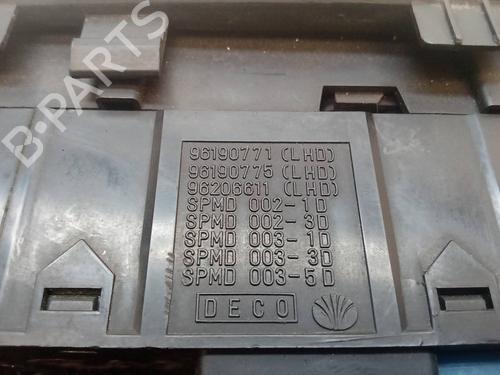 B-PARTS
96190771 (LHD)
96190775 (LHD)
96206611 (LHD)
SPMD 002-1D
SPMD 002-3D
SPMD 003-1D
SPMD 003-3D
SPMD 003-5D
DECO